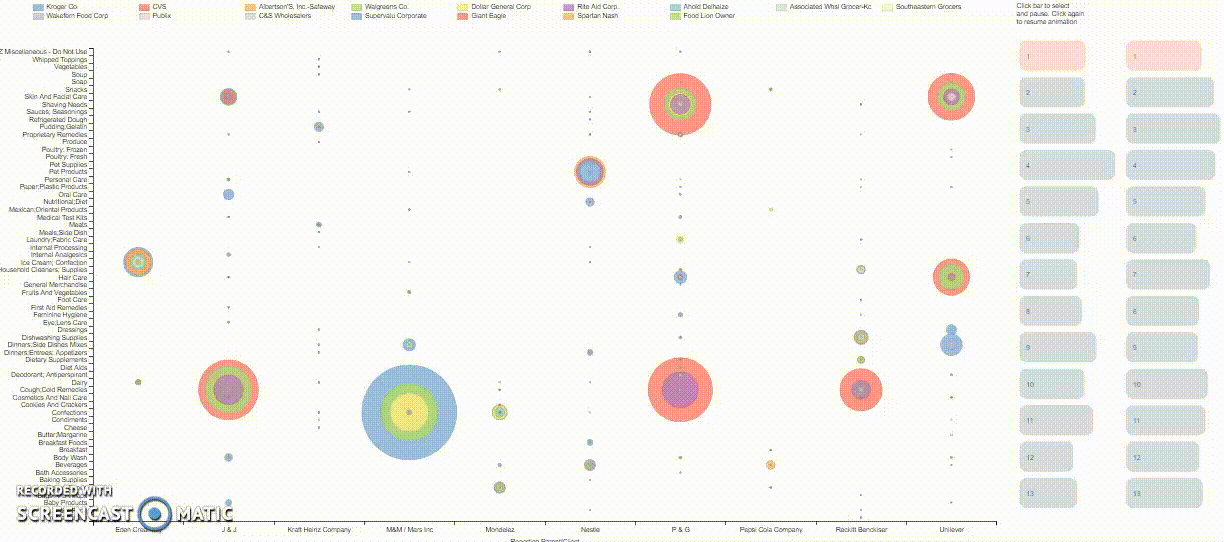 Kroger Co
CVS
Albertson'S, Inc.-Safeway
Walgreens Co.
Dollar General Corp
Rite Aid Corp.
Ahold Delhaize
Associated Whsl Grocer-Kc
Southeastern Grocers
Wakefern Food Corp
Publix
C&S Wholesalers
Supervalu Corporate
Giant Eagle
Spartan Nash
Food Lion Owner
Click bar to select
and pause. Click again
to resume animation
Z Miscellaneous - Do Not Use
Whipped Toppings
Vegetables
Soup
Soap
Snacks
Skin And Facial Care
Shaving Needs
Sauces; Seasonings
Refrigerated Dough
Pudding;Gelatin
Proprietary Remedies
Produce
Poultry: Frozen
Poultry: Fresh
Pet Supplies
Pet Products
Personal Care
Paper;Plastic Products
Oral Care
Nutritional;Diet
Mexican;Oriental Products
Medical Test Kits
Meats
Meals;Side Dish
Laundry;Fabric Care
Internal Processing
Internal Analgesics
Ice Cream; Confection
Household Cleaners; Supplies
Hair Care
General Merchandise
Fruits And Vegetables
Foot Care
First Aid Remedies
Feminine Hygiene
Eye;Lens Care
Dressings
Dishwashing Supplies
Dinners;Side Dishes Mixes
Dinners;Entrees; Appetizers
Dietary Supplements
Diet Aids
Deodorant; Antiperspirant
Dairy
Cough;Cold Remedies
Cosmetics And Nail Care
Cookies And Crackers
Confections
Condiments
Cheese
Butter;Margarine
Breakfast Foods
Breakfast
Body Wash
Beverages
Bath Accessories
Baking Supplies
Baby Products
1
1
2
2
3
3
4
4
5
5
6
6
7
7
8
8
9
9
10
10
11
11
12
12
13
13
RECORDED WITH
SCREENCAST MATIC
J & J
Kraft Heinz Company
M&M / Mars Inc
Mondelez
Nestle
P & G
Pepsi Cola Company
Reckitt Benckiser
Unilever
Reporting Parent/Client